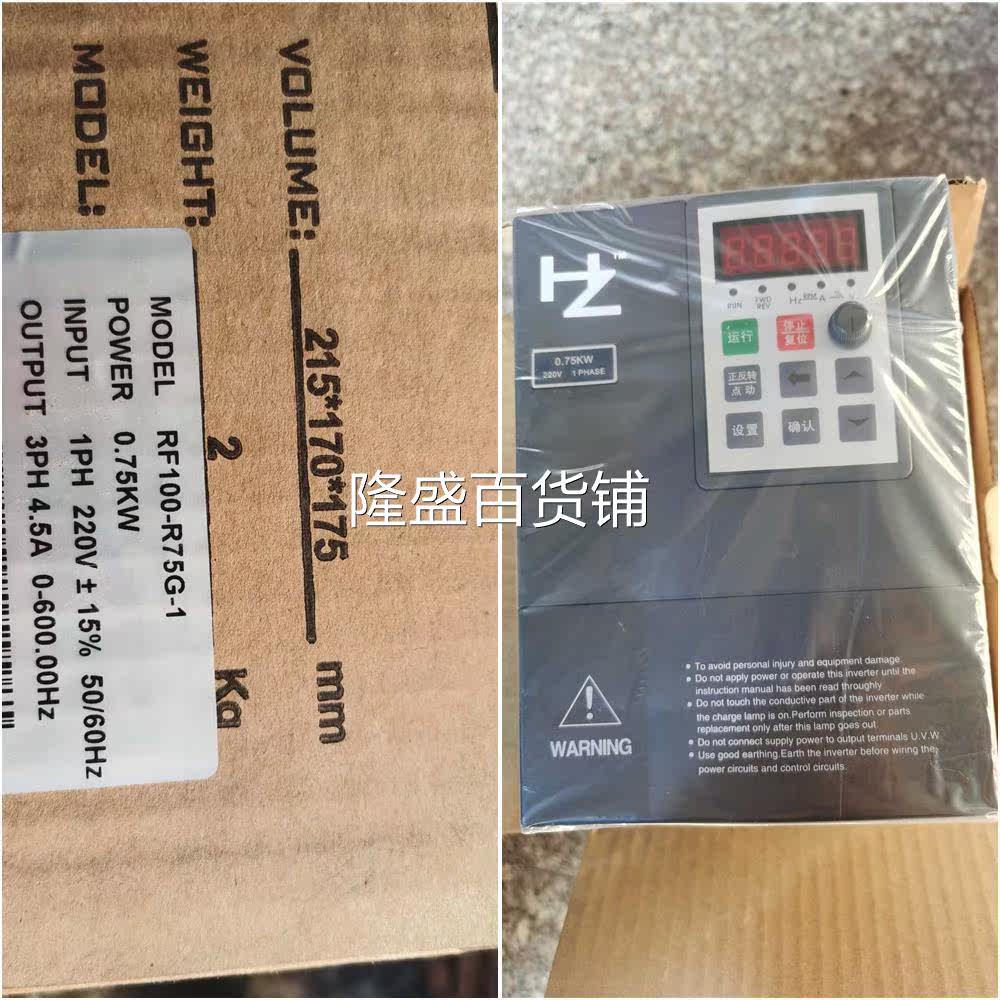 VOLUME: 215*170*175 mm
WEIGHT: 2 Kg
MODEL:
MODEL RF100-R75G-1
POWER 0.75KW
INPUT 1PH 220V ± 15% 50/60Hz
OUTPUT 3PH 4.5A 0-600.00Hz
隆盛百货铺
HZ™
0.75KW
220V 1 PHASE
88888
RUN FWD REV Hz RPM A % V
运行
停止
复位
正反转
点动
设置
确认
WARNING
• To avoid personal injury and equipment damage.
• Do not apply power or operate this inverter until the
instruction manual has been read throughly
• Do not touch the conductive part of the inverter while
the charge lamp is on.Perform inspection or parts
replacement only after this lamp goes out.
• Do not connect supply power to output terminals U.V.W
• Use good earthing.Earth the inverter before wiring the
power circuits and control circuits.